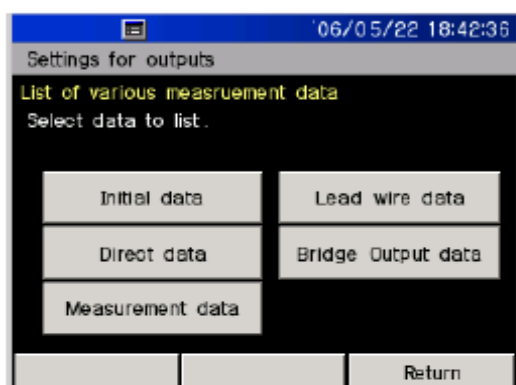 '06/05/22 18:42:36
Settings for outputs
List of various measruement data
Select data to list.
Initial data
Lead wire data
Direct data
Bridge Output data
Measurement data
Return